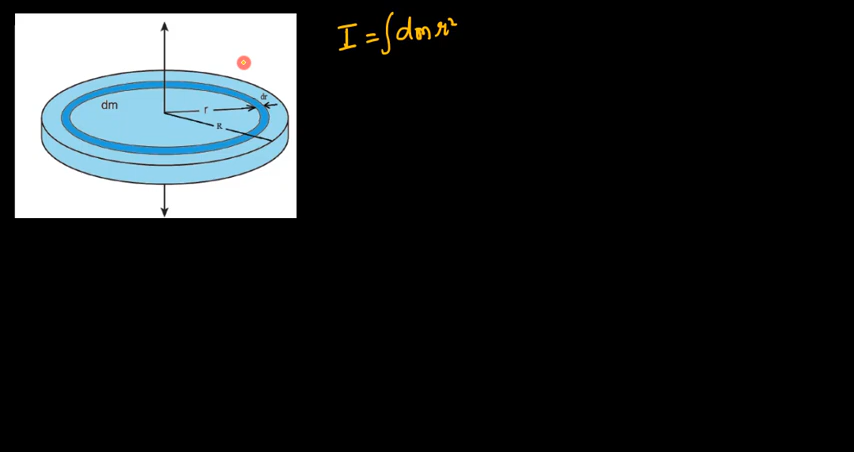 I = ∫ dm r²
dr
dm
r
R